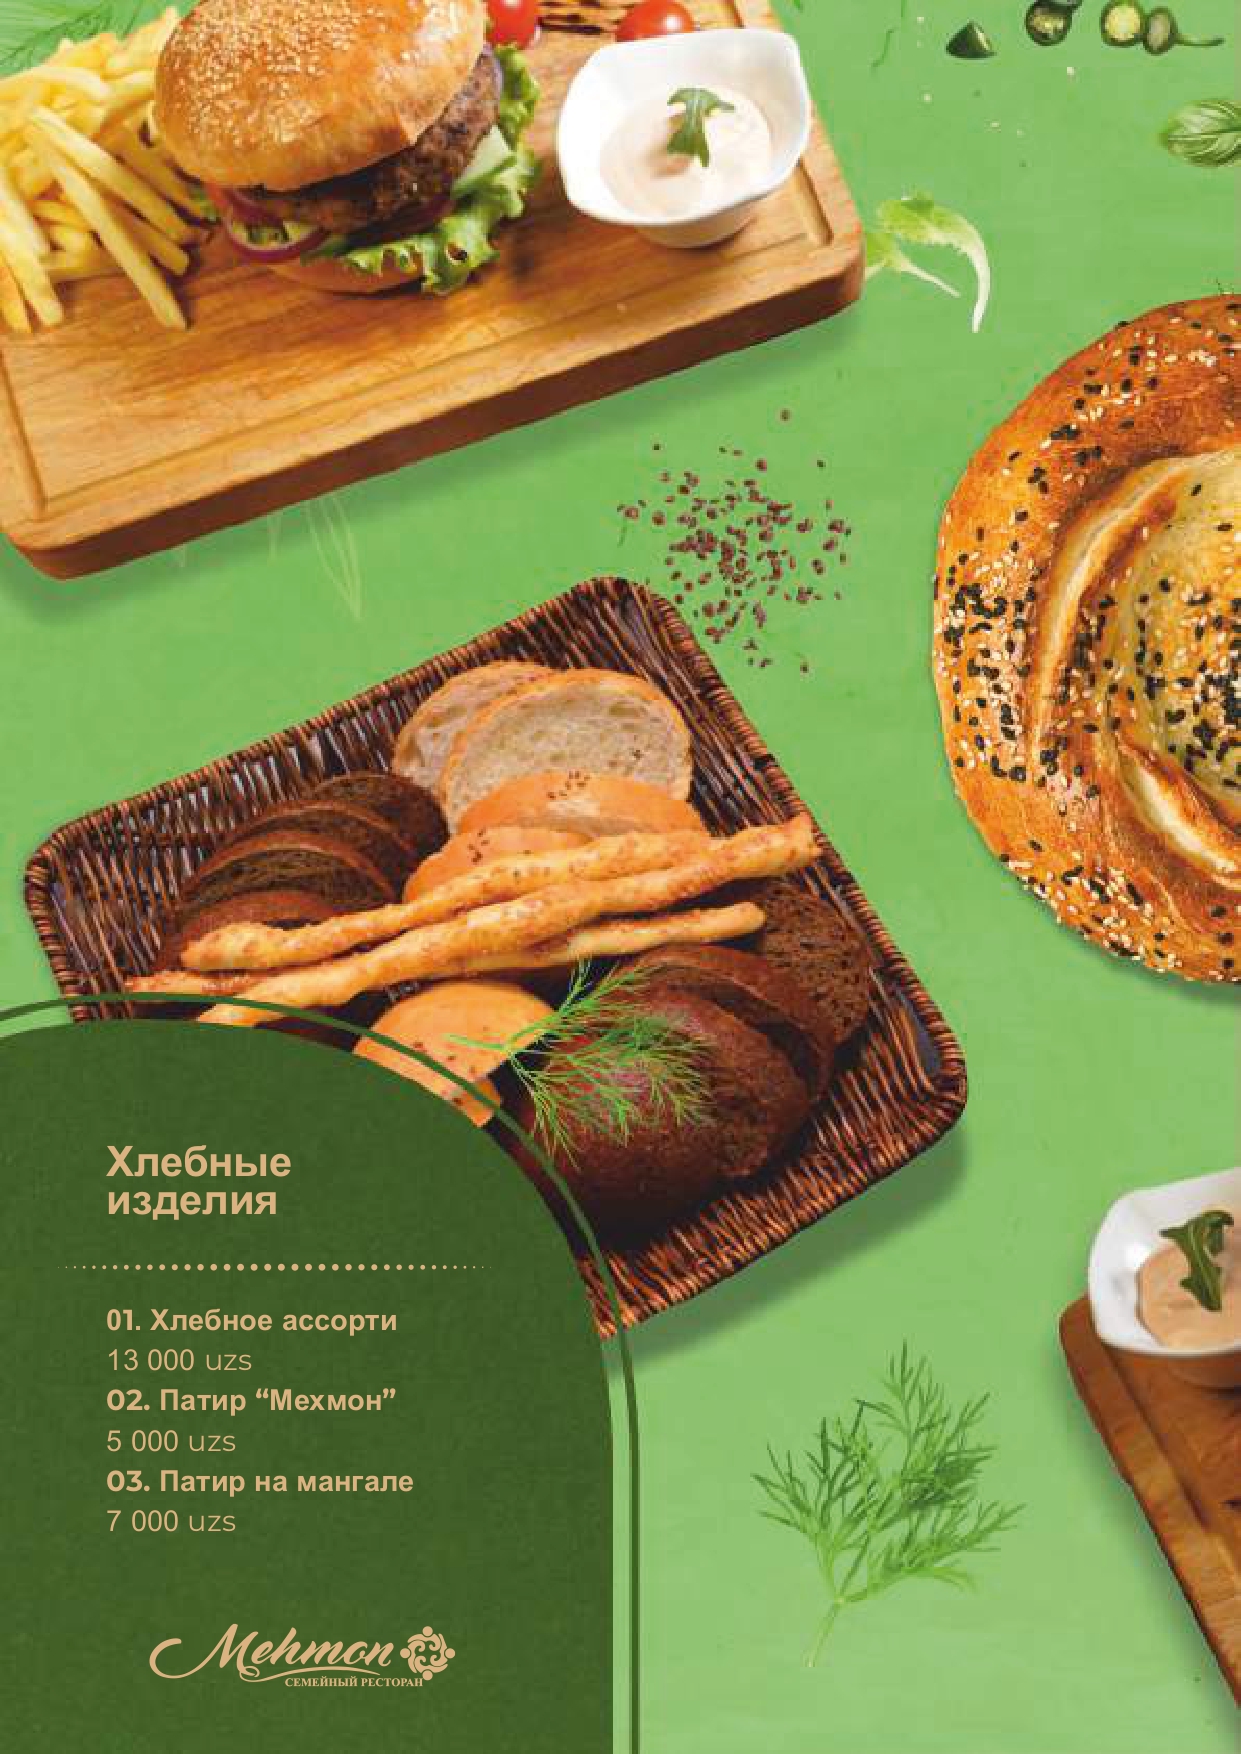 Хлебные
изделия
01. Хлебное ассорти
13 000 uzs
02. Патир “Мехмон”
5 000 uzs
03. Патир на мангале
7 000 uzs
Mehmon
СЕМЕЙНЫЙ РЕСТОРАН